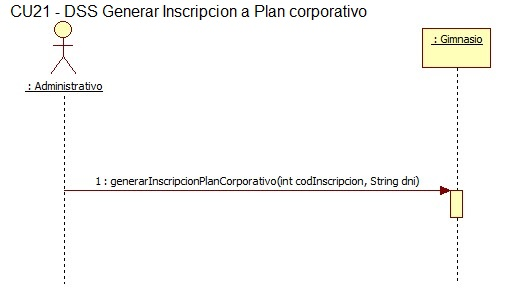 CU21 - DSS Generar Inscripcion a Plan corporativo
: Gimnasio
: Administrativo
1 : generarInscripcionPlanCorporativo(int codInscripcion, String dni)